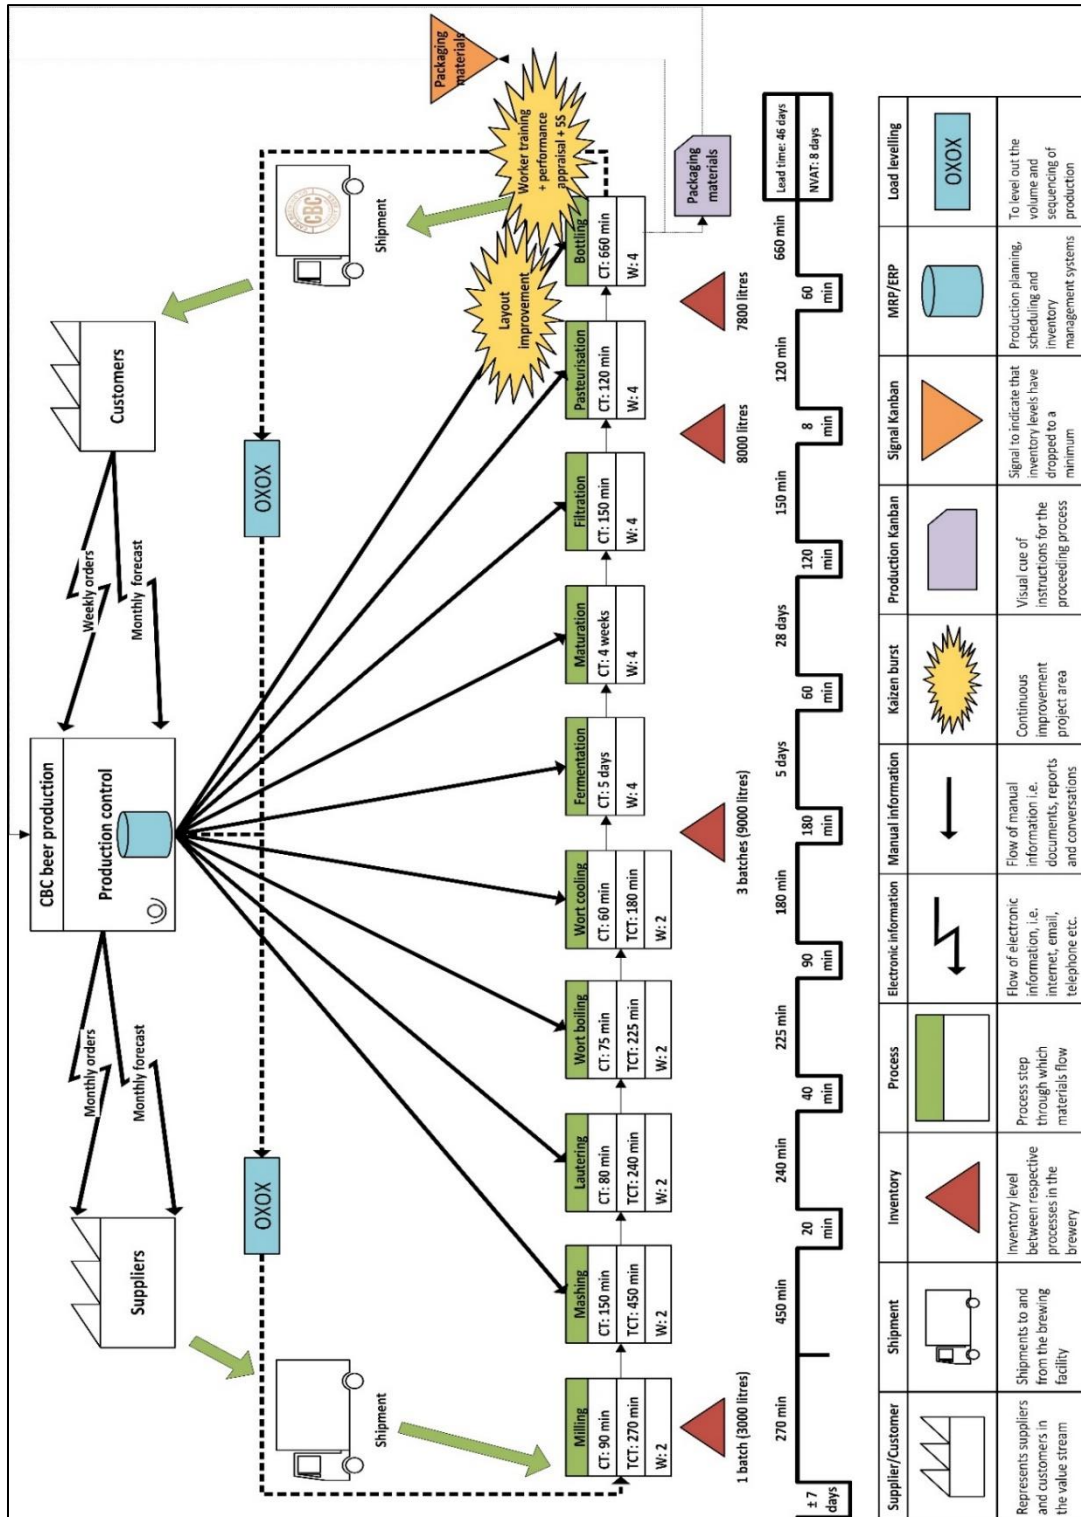 CBC beer production
Production control
Suppliers
Customers
Monthly orders
Monthly forecast
Weekly orders
Monthly forecast
OXOX
OXOX
Shipment
Shipment
CBC
Packaging
materials
Layout
improvement
Worker training
+ performance
appraisal + 5S
Milling
CT: 90 min
TCT: 270 min
W: 2
Mashing
CT: 150 min
TCT: 450 min
W: 2
Lautering
CT: 80 min
TCT: 240 min
W: 2
Wort boiling
CT: 75 min
TCT: 225 min
W: 2
Wort cooling
CT: 60 min
TCT: 180 min
W: 2
Fermentation
CT: 5 days
W: 4
Maturation
CT: 4 weeks
W: 4
Filtration
CT: 150 min
W: 4
Pasteurisation
CT: 120 min
W: 4
Bottling
CT: 660 min
W: 4
Packaging
materials
1 batch (3000 litres)
3 batches (9000 litres)
8000 litres
7800 litres
± 7
days
270 min
450 min
20
min
240 min
40
min
225 min
90
min
180 min
180
min
5 days
60
min
28 days
120
min
150 min
8
min
120 min
60
min
660 min
Lead time: 46 days
NVAT: 8 days
Supplier/Customer
Represents suppliers
and customers in
the value stream
Shipment
Shipments to and
from the brewing
facility
Inventory
Inventory level
between respective
processes in the
brewery
Process
Process step
through which
materials flow
Electronic information
Flow of electronic
information, i.e.
internet, email,
telephone etc.
Manual information
Flow of manual
information i.e.
documents, reports
and conversations
Kaizen burst
Continuous
improvement
project area
Production Kanban
Visual cue of
instructions for the
proceeding process
Signal Kanban
Signal to indicate that
inventory levels have
dropped to a
minimum
MRP/ERP
Production planning,
scheduling and
inventory
management systems
Load levelling
OXOX
To level out the
volume and
sequencing of
production